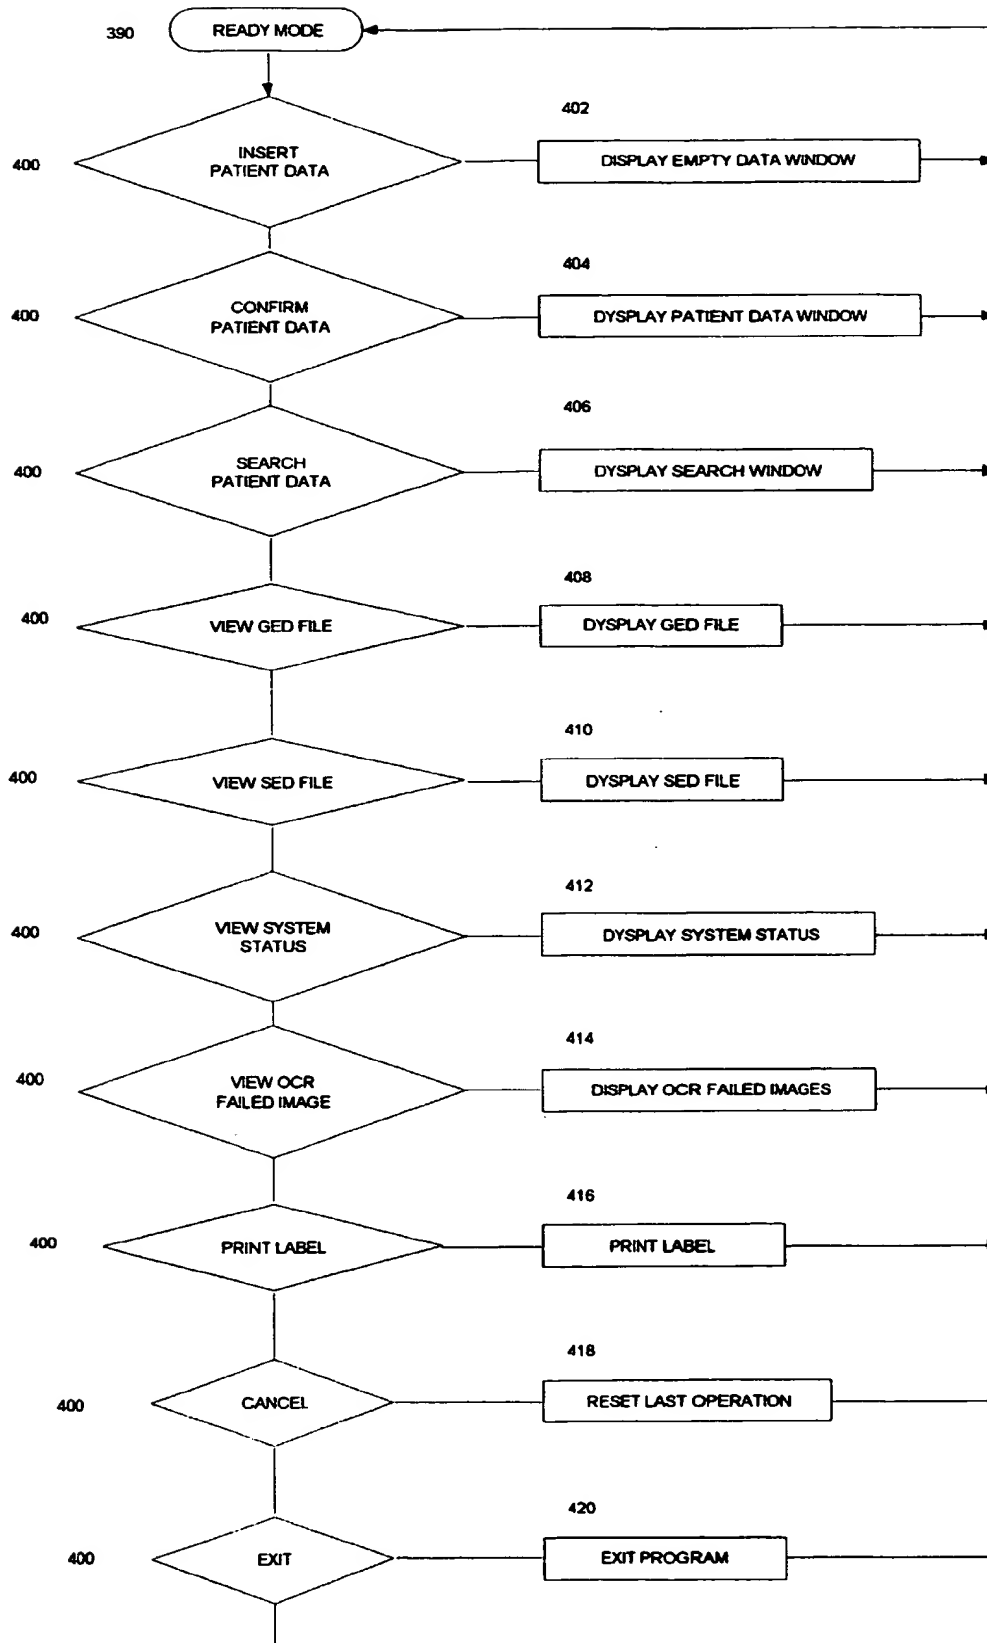 390
READY MODE
402
400
INSERT
PATIENT DATA
DISPLAY EMPTY DATA WINDOW
404
400
CONFIRM
PATIENT DATA
DYSPLAY PATIENT DATA WINDOW
406
400
SEARCH
PATIENT DATA
DYSPLAY SEARCH WINDOW
408
400
VIEW GED FILE
DYSPLAY GED FILE
410
400
VIEW SED FILE
DYSPLAY SED FILE
412
400
VIEW SYSTEM
STATUS
DYSPLAY SYSTEM STATUS
414
400
VIEW OCR
FAILED IMAGE
DISPLAY OCR FAILED IMAGES
416
400
PRINT LABEL
PRINT LABEL
418
400
CANCEL
RESET LAST OPERATION
420
400
EXIT
EXIT PROGRAM